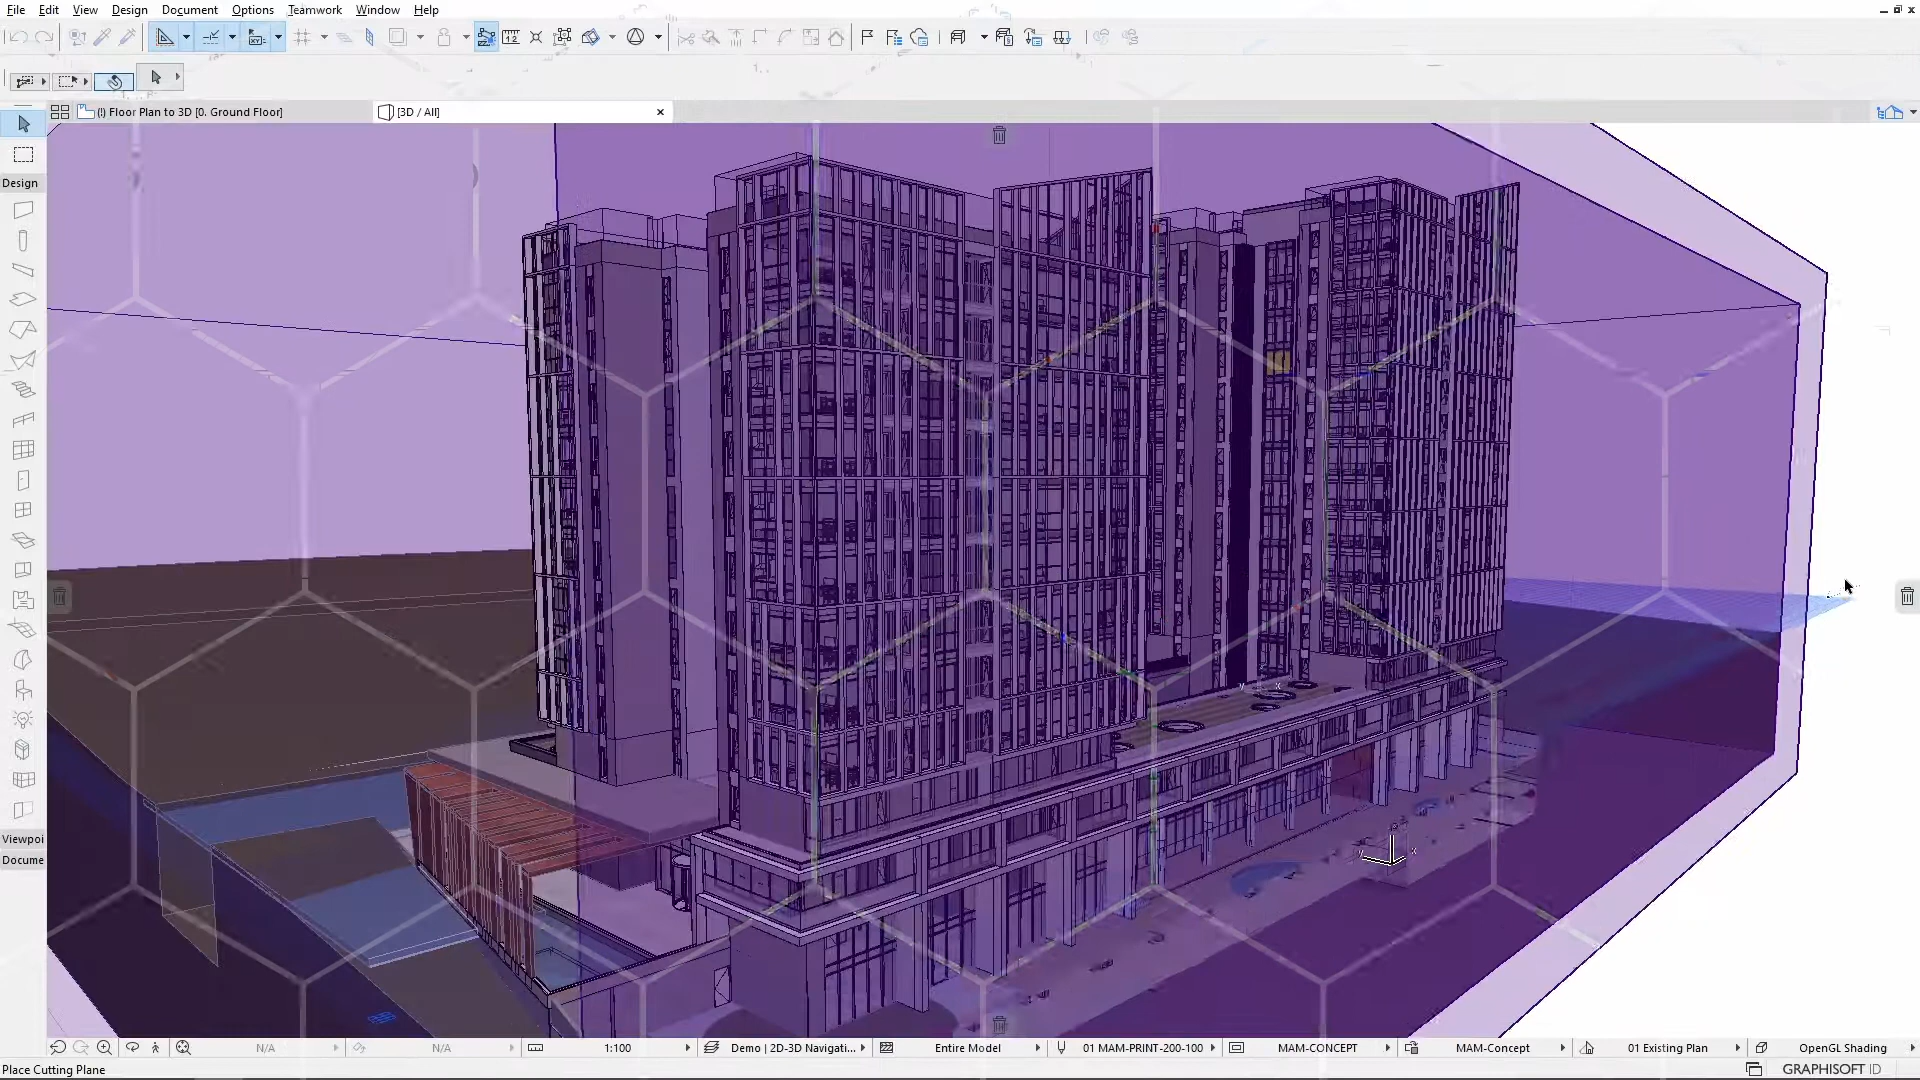 File Edit View Design Document Options Teamwork Window Help
(!) Floor Plan to 3D [0. Ground Floor]
[3D / All]
Design
Viewpoi
Docume
N/A
N/A
1:100
Demo | 2D-3D Navigati...
Entire Model
01 MAM-PRINT-200-100
MAM-CONCEPT
MAM-Concept
01 Existing Plan
OpenGL Shading
Place Cutting Plane
GRAPHISOFT ID